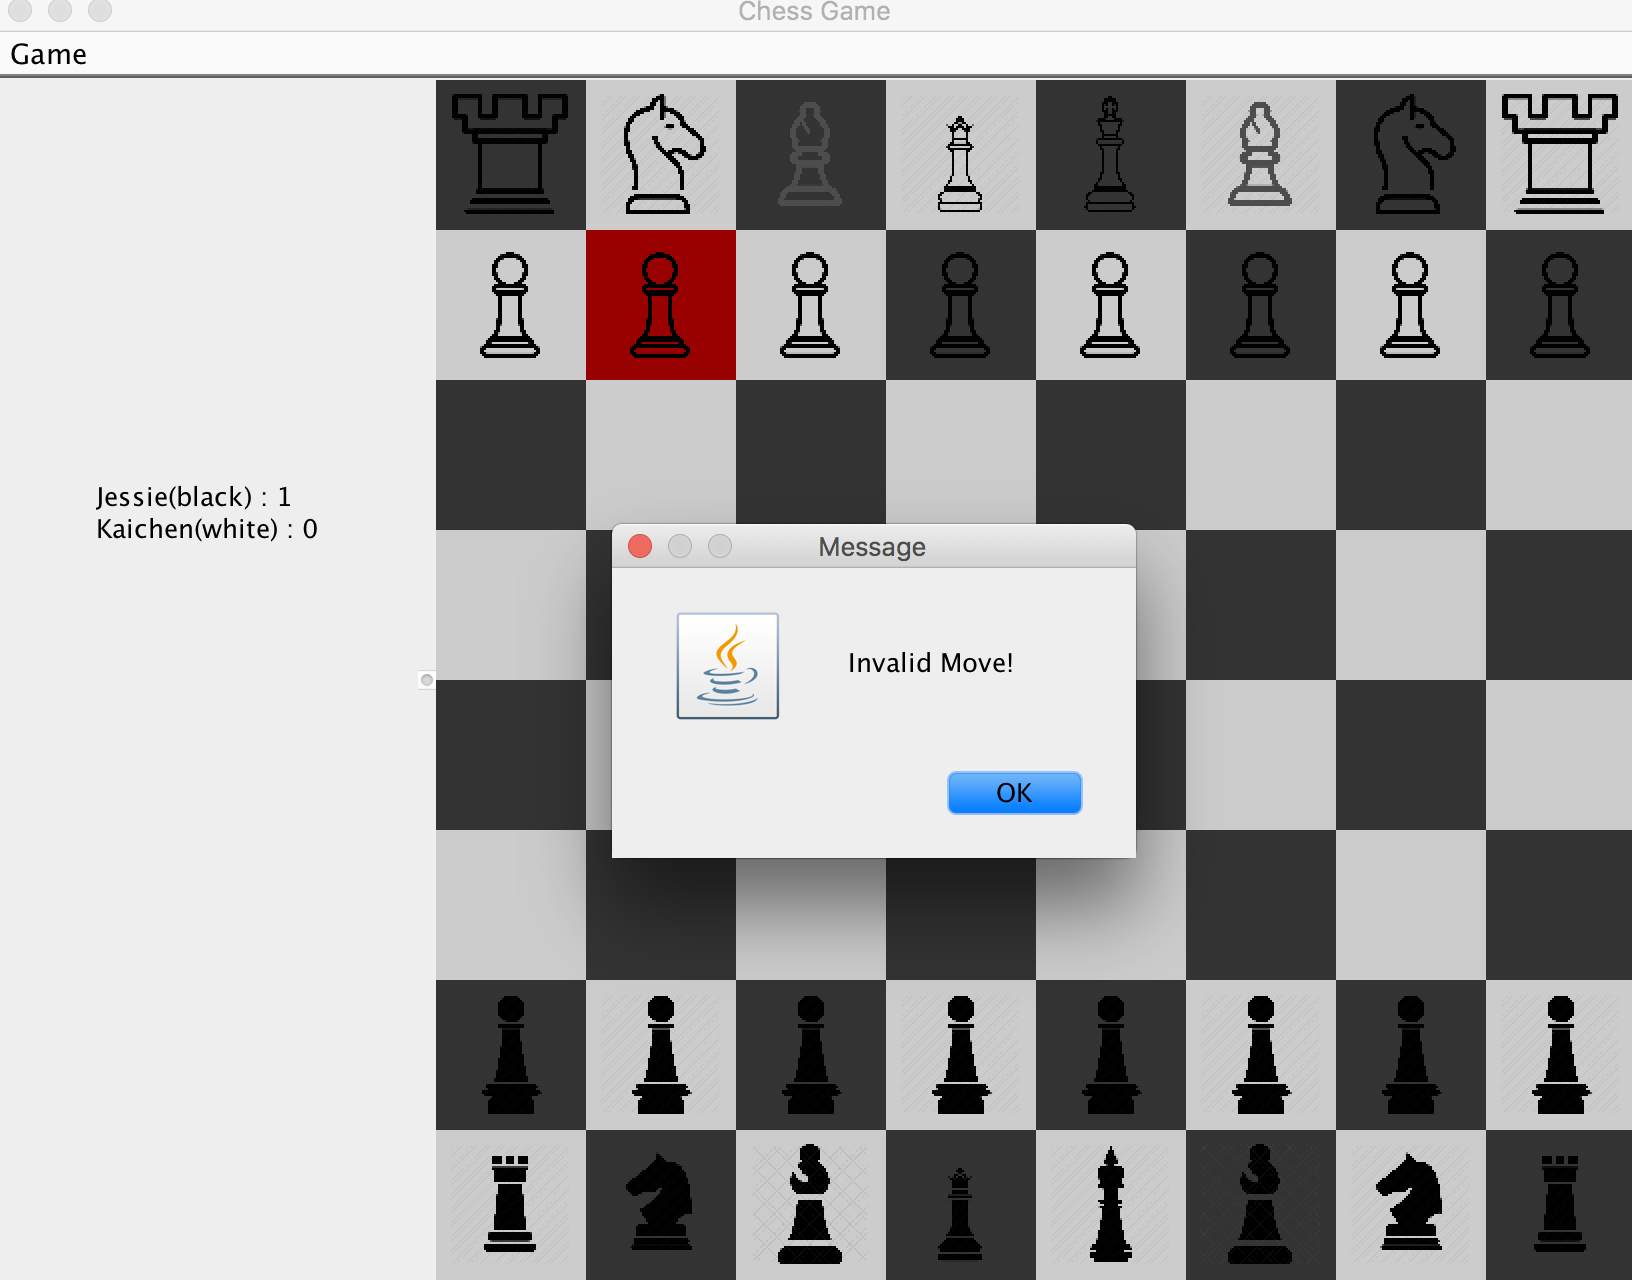 Chess Game
Game
Jessie(black) : 1
Kaichen(white) : 0
Message
Invalid Move!
OK